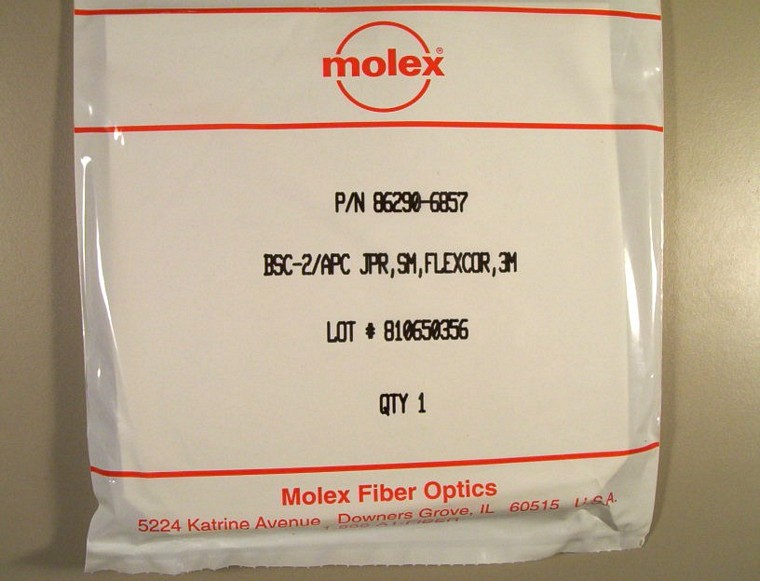 molex®
P/N 86290-6857
BSC-2/APC JPR,SM,FLEXCOR,3M
LOT # 810650356
QTY 1
Molex Fiber Optics
5224 Katrine Avenue Downers Grove, IL 60515 U.S.A.